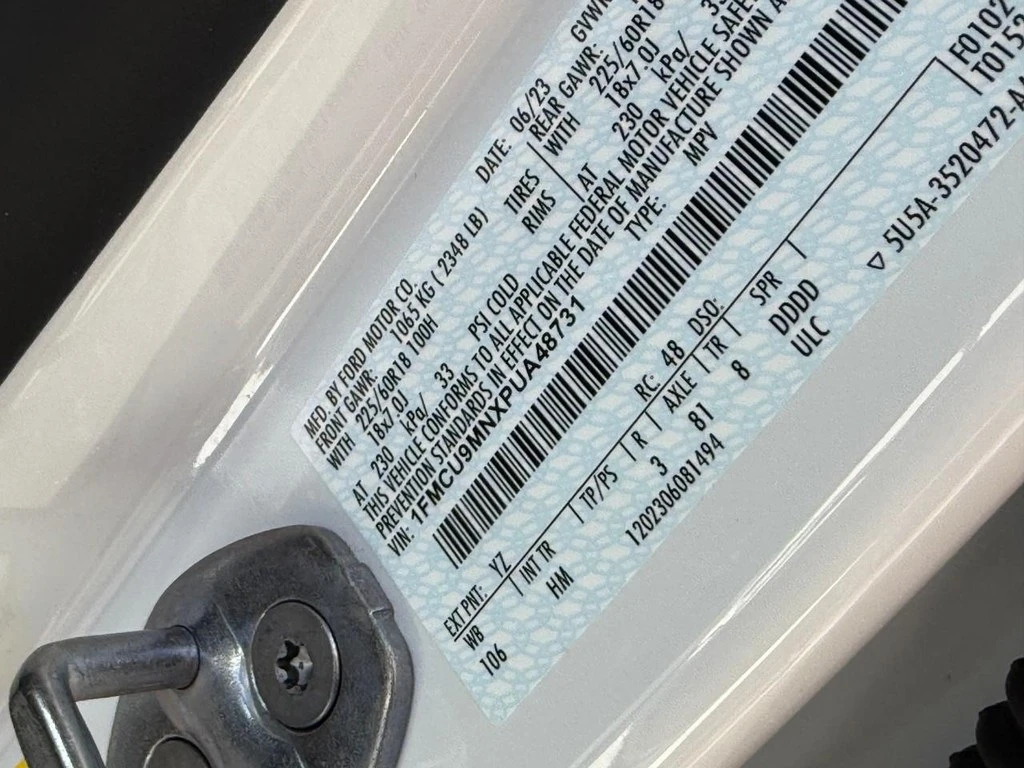 MFD. BY FORD MOTOR CO.
DATE: 06/23
GVWR
FRONT GAWR: 1065 KG ( 2348 LB)
REAR GAWR:
WITH 225/60R18 100H TIRES
WITH 225/60R18
18x7.0J RIMS
18x7.0J
AT 230 kPa/ 33 PSI COLD
AT 230 kPa/
THIS VEHICLE CONFORMS TO ALL APPLICABLE FEDERAL MOTOR VEHICLE
PREVENTION STANDARDS IN EFFECT ON THE DATE OF MANUFACTURE SHOWN
VIN: 1FMCU9MNXPUA48731
TYPE: MPV
F0102
T0152
EXT PNT: YZ RC: 48 DSO:
WB INT TR TP/PS R AXLE TR SPR
106 HM 3 81 8 DDDD
1202306081494 ULC
▽ 5U5A-3520472-A